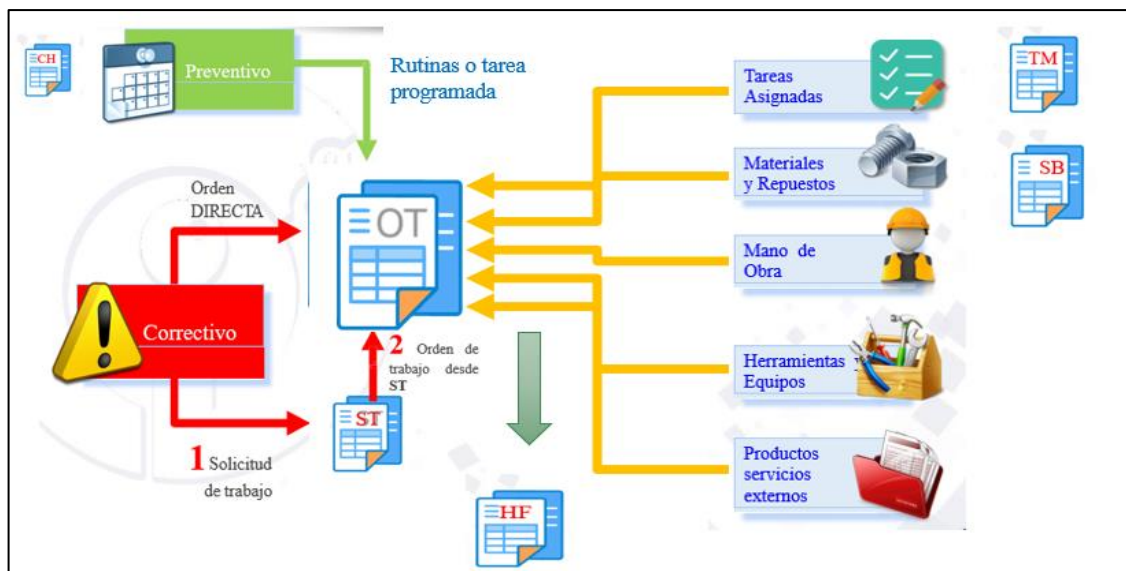 CH
Preventivo
Rutinas o tarea
programada
Tareas
Asignadas
TM
Materiales
y Repuestos
SB
Orden
DIRECTA
OT
Mano de
Obra
Correctivo
2 Orden de
trabajo desde
ST
Herramientas y
Equipos
ST
1 Solicitud
de trabajo
Productos
servicios
externos
HF